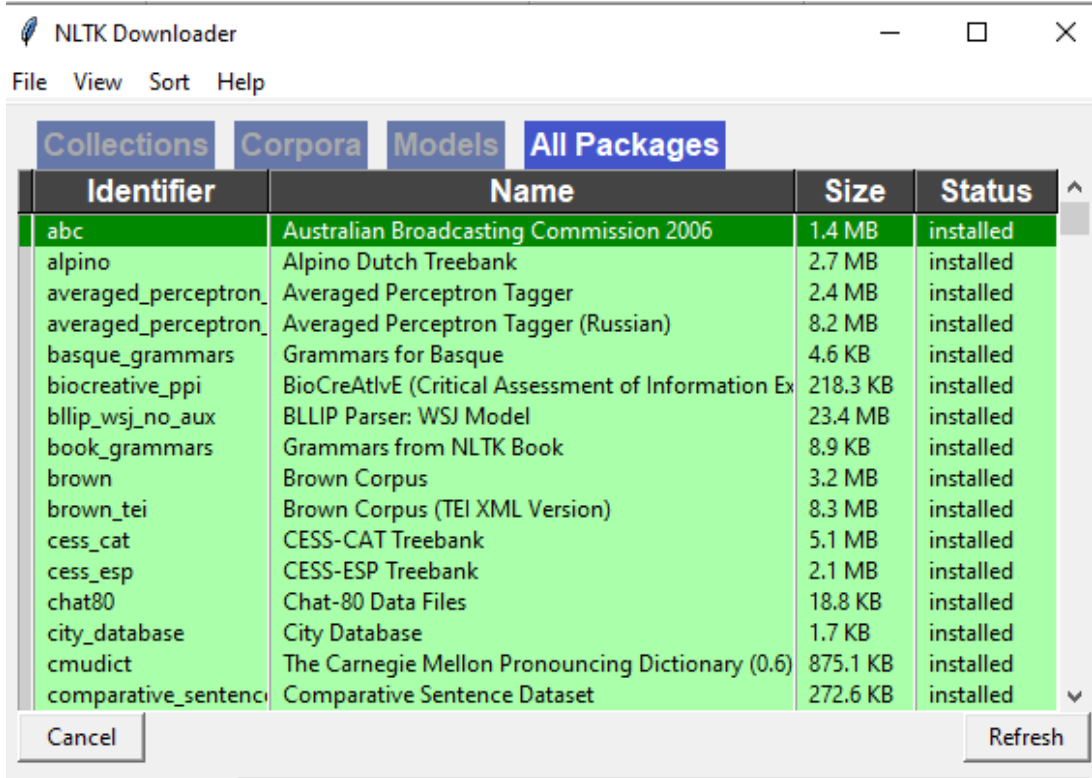 NLTK Downloader
File View Sort Help
Collections Corpora Models All Packages
Identifier Name Size Status
abc Australian Broadcasting Commission 2006 1.4 MB installed
alpino Alpino Dutch Treebank 2.7 MB installed
averaged_perceptron_ Averaged Perceptron Tagger 2.4 MB installed
averaged_perceptron_ Averaged Perceptron Tagger (Russian) 8.2 MB installed
basque_grammars Grammars for Basque 4.6 KB installed
biocreative_ppi BioCreAtIvE (Critical Assessment of Information Ex 218.3 KB installed
bllip_wsj_no_aux BLLIP Parser: WSJ Model 23.4 MB installed
book_grammars Grammars from NLTK Book 8.9 KB installed
brown Brown Corpus 3.2 MB installed
brown_tei Brown Corpus (TEI XML Version) 8.3 MB installed
cess_cat CESS-CAT Treebank 5.1 MB installed
cess_esp CESS-ESP Treebank 2.1 MB installed
chat80 Chat-80 Data Files 18.8 KB installed
city_database City Database 1.7 KB installed
cmudict The Carnegie Mellon Pronouncing Dictionary (0.6) 875.1 KB installed
comparative_sentenc Comparative Sentence Dataset 272.6 KB installed
Cancel Refresh